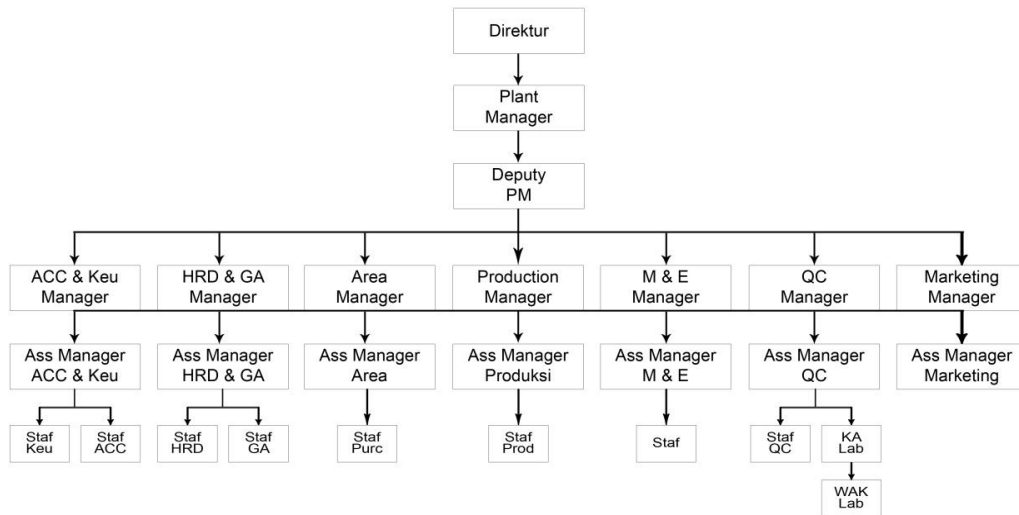 Direktur
Plant
Manager
Deputy
PM
ACC & Keu
Manager
HRD & GA
Manager
Area
Manager
Production
Manager
M & E
Manager
QC
Manager
Marketing
Manager
Ass Manager
ACC & Keu
Ass Manager
HRD & GA
Ass Manager
Area
Ass Manager
Produksi
Ass Manager
M & E
Ass Manager
QC
Ass Manager
Marketing
Staf
Keu
Staf
ACC
Staf
HRD
Staf
GA
Staf
Purc
Staf
Prod
Staf
Staf
QC
KA
Lab
WAK
Lab